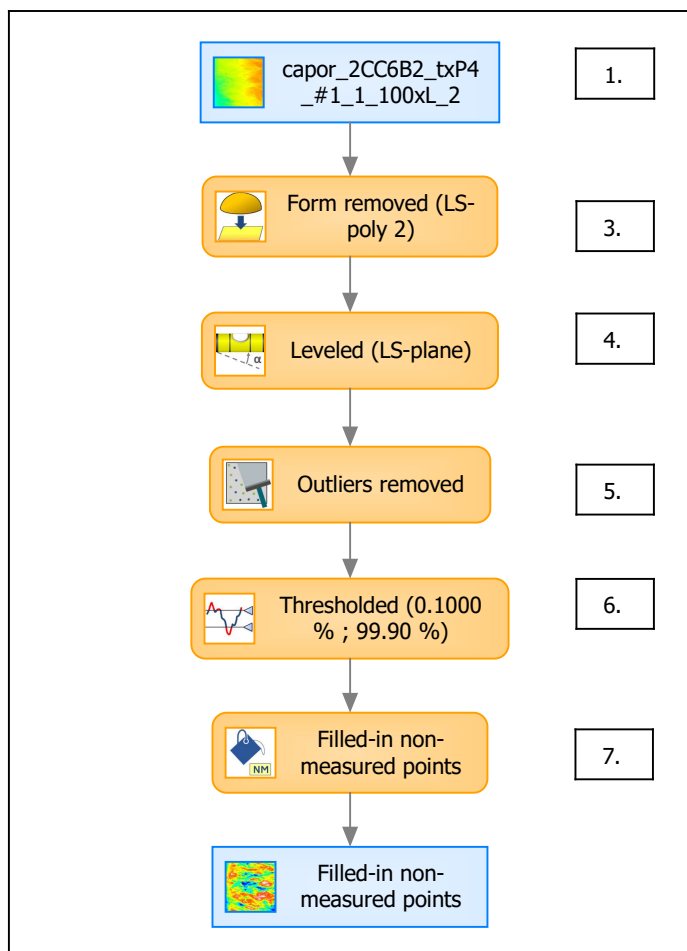 capor_2CC6B2_txP4
_#1_1_100xL_2
1.
Form removed (LS-
poly 2)
3.
α
Leveled (LS-plane)
4.
Outliers removed
5.
Thresholded (0.1000
% ; 99.90 %)
6.
NM
Filled-in non-
measured points
7.
Filled-in non-
measured points